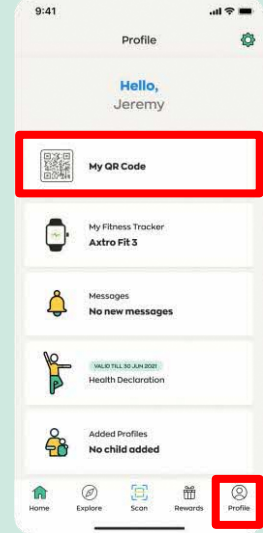 9:41
Profile
Hello,
Jeremy
My QR Code
My Fitness Tracker
Axtro Fit 3
Messages
No new messages
VALID TILL 30 JUN 2021
Health Declaration
Added Profiles
No child added
Home Explore Scan Rewards Profile